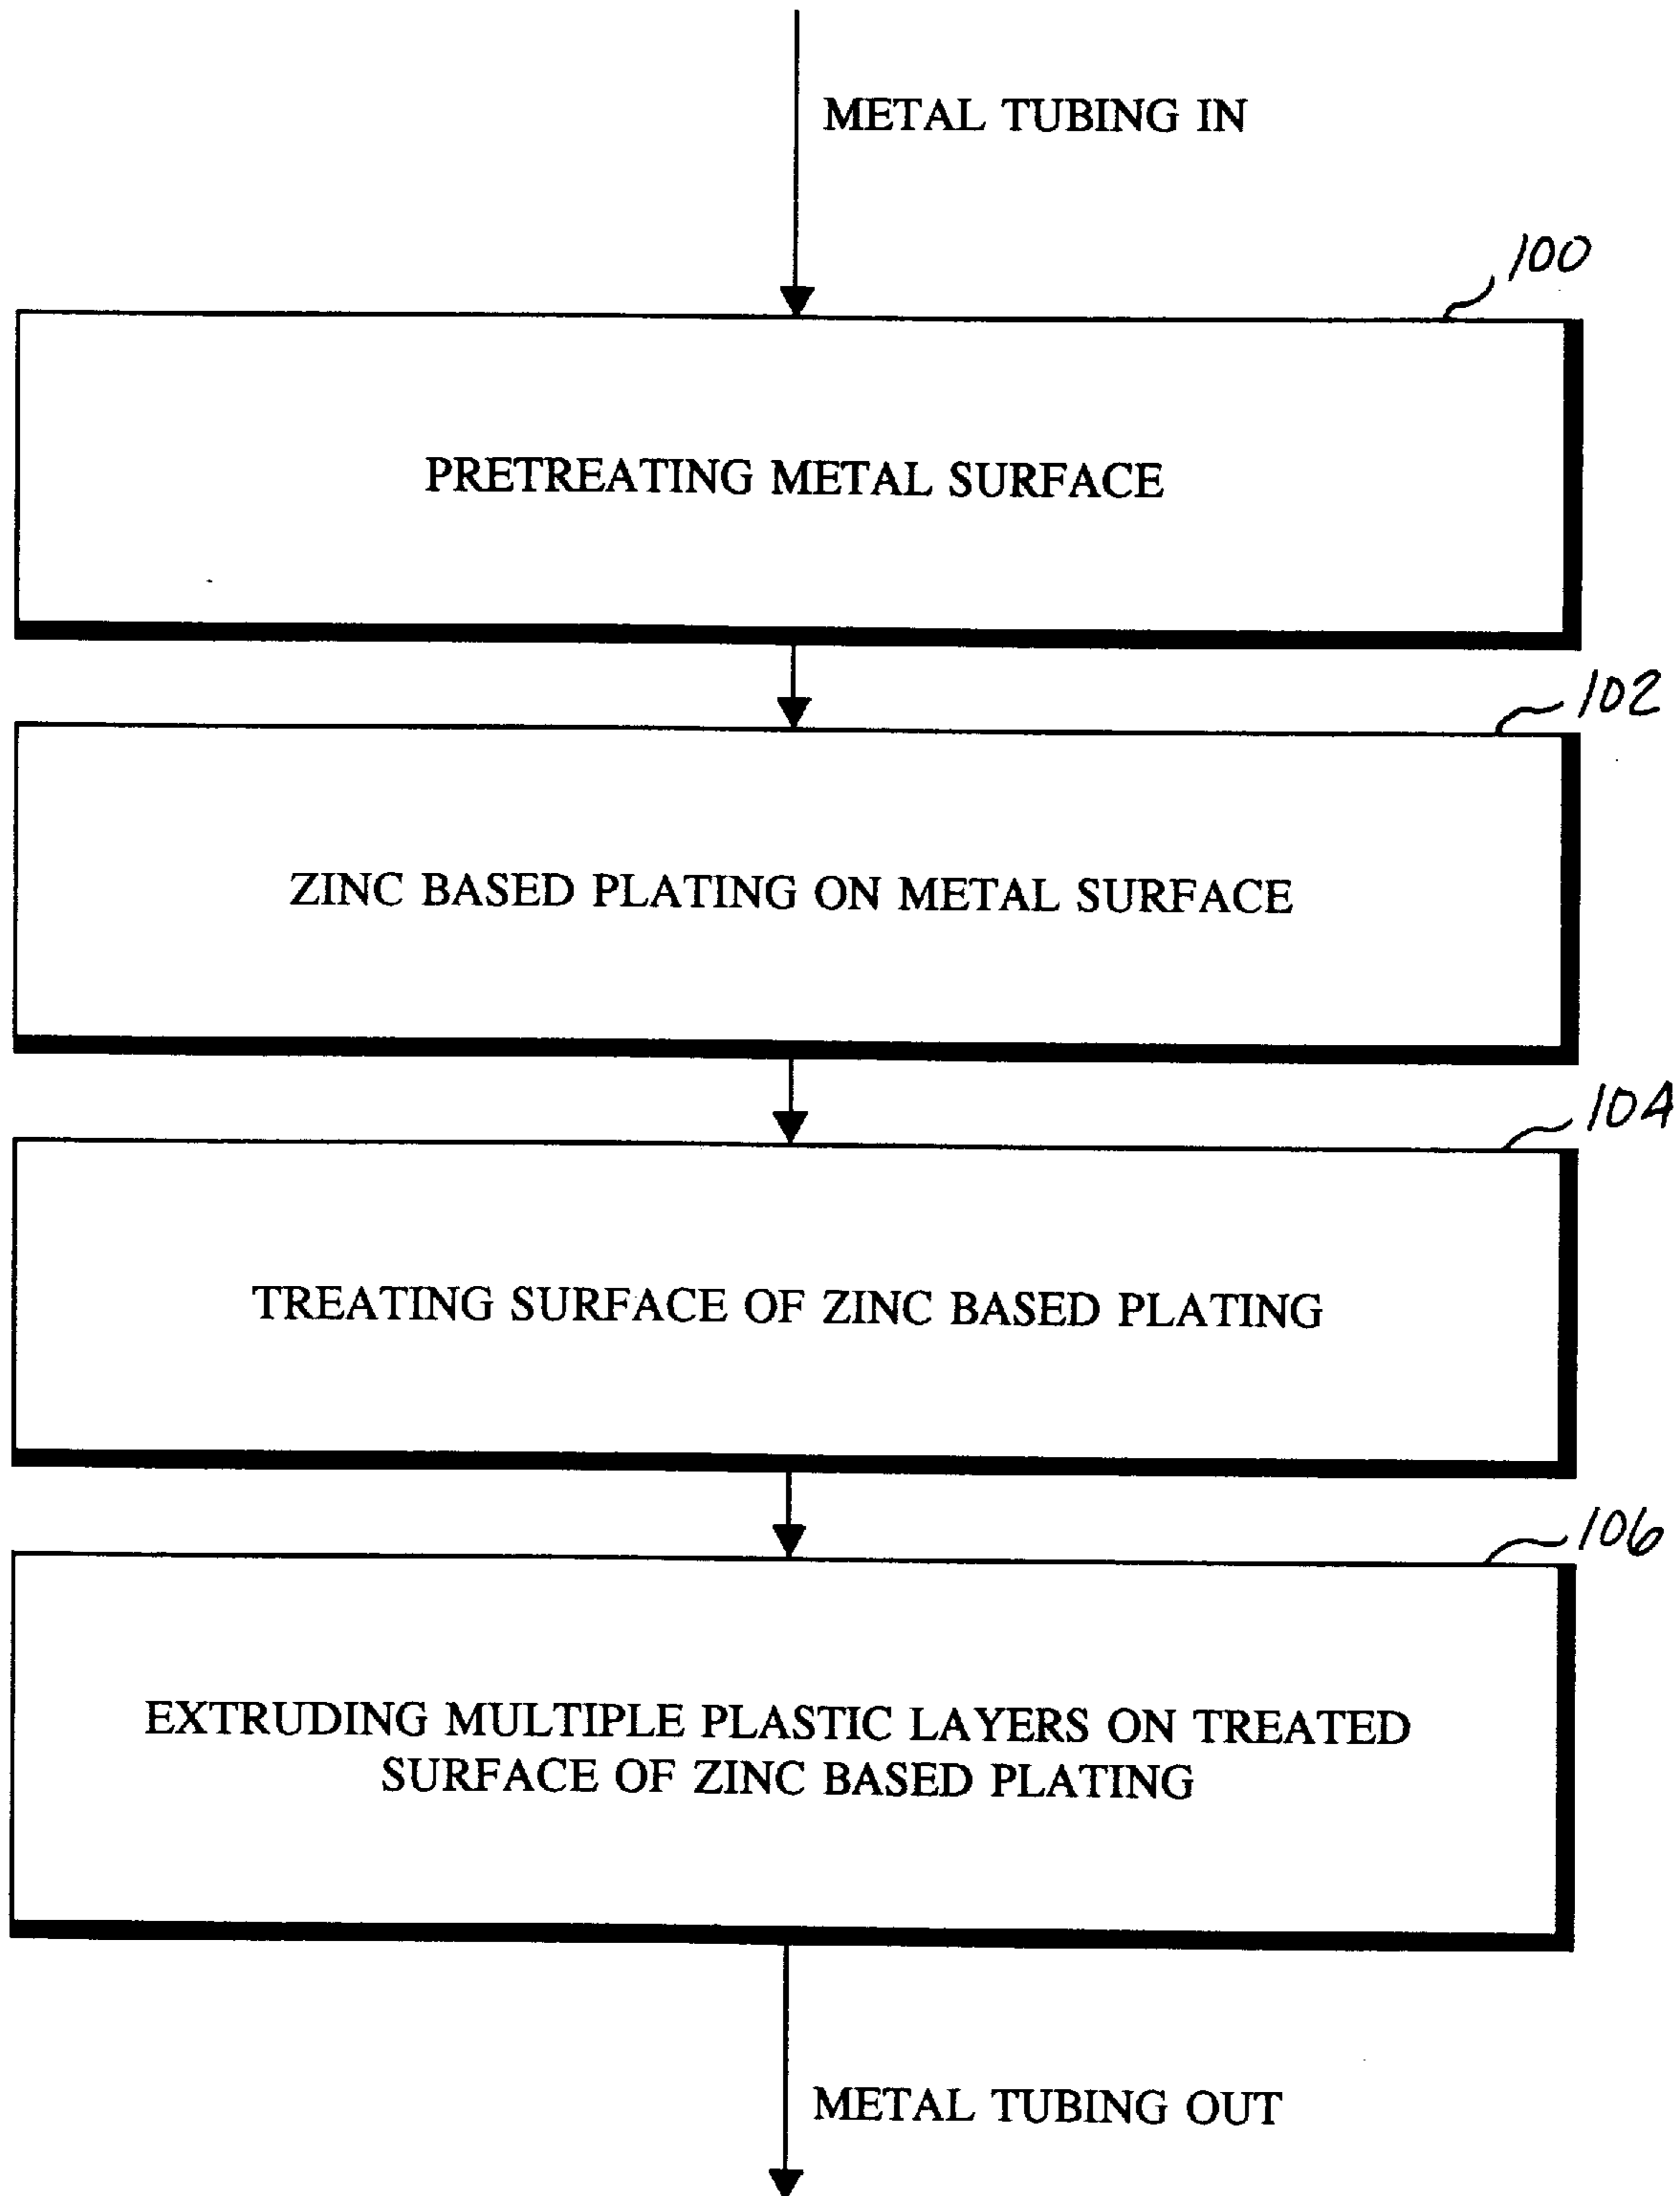 METAL TUBING IN
100
PRETREATING METAL SURFACE
102
ZINC BASED PLATING ON METAL SURFACE
104
TREATING SURFACE OF ZINC BASED PLATING
106
EXTRUDING MULTIPLE PLASTIC LAYERS ON TREATED
SURFACE OF ZINC BASED PLATING
METAL TUBING OUT